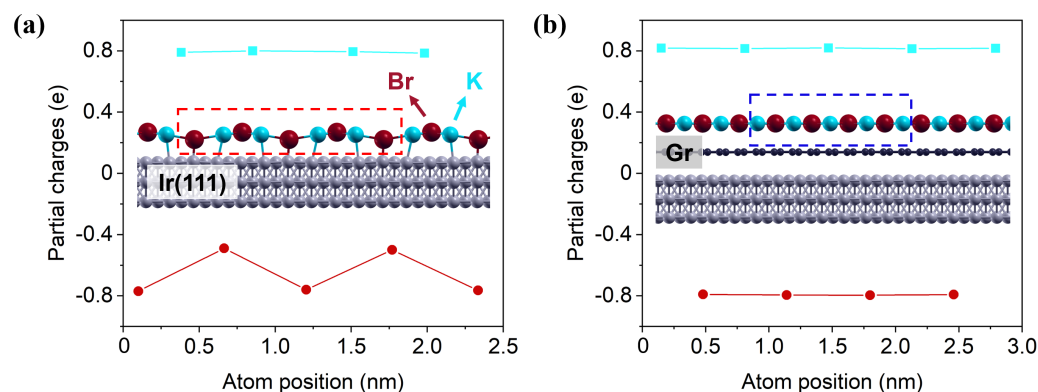 (a)
Partial charges (e)
0.8
0.4
0
-0.4
-0.8
Br
K
Ir(111)
0
0.5
1.0
1.5
2.0
2.5
Atom position (nm)
(b)
Partial charges (e)
0.8
0.4
0
-0.4
-0.8
Gr
0
0.5
1.0
1.5
2.0
2.5
3.0
Atom position (nm)